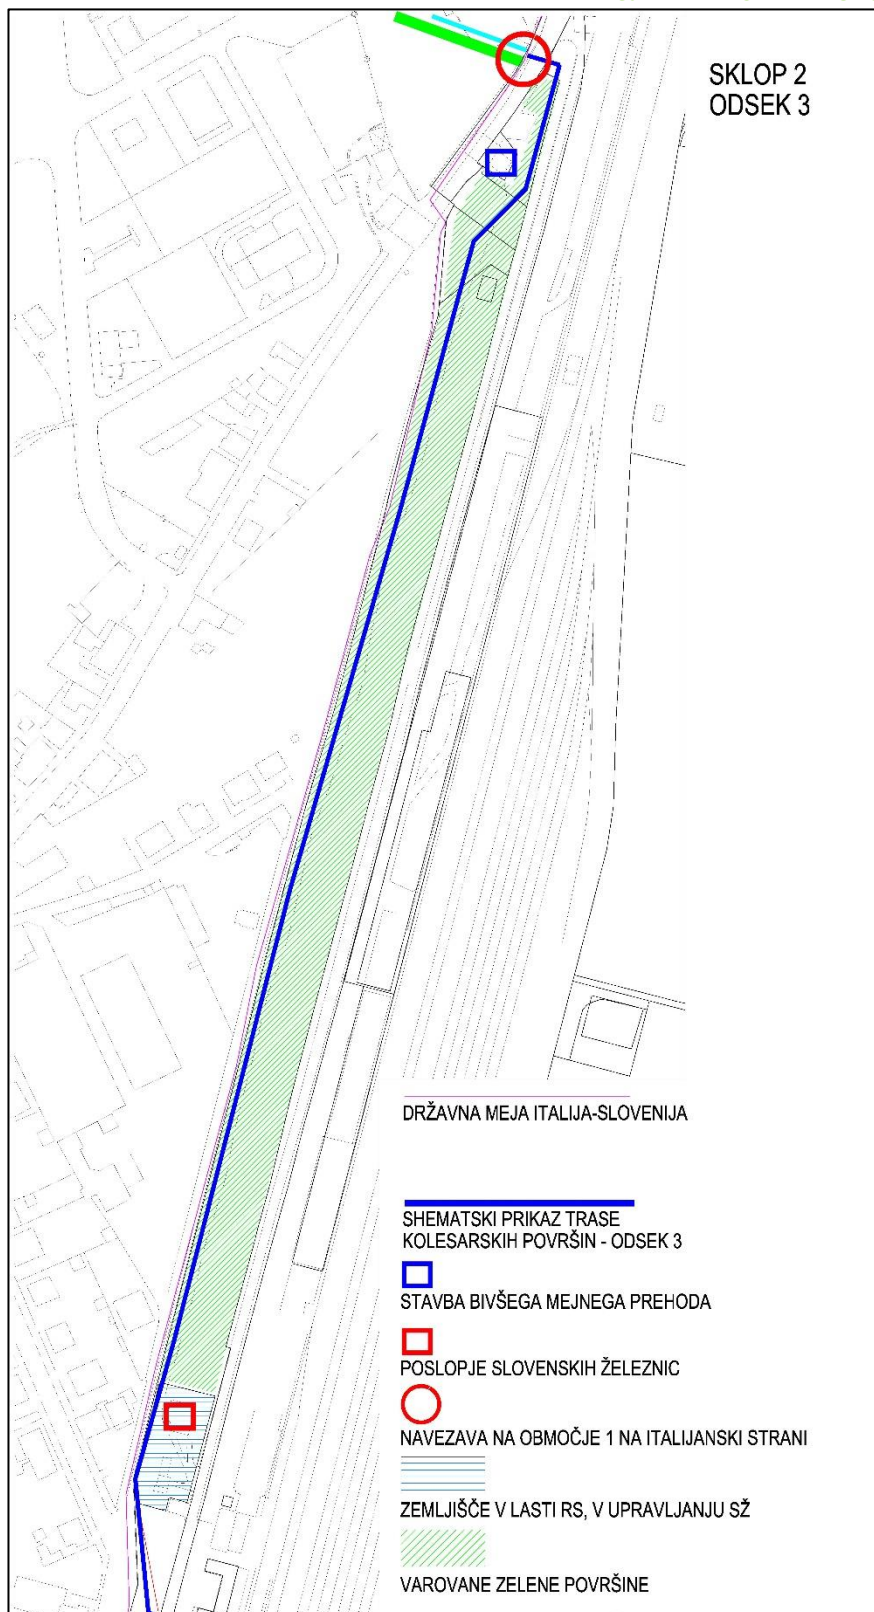 SKLOP 2
ODSEK 3
DRŽAVNA MEJA ITALIJA-SLOVENIJA
SHEMATSKI PRIKAZ TRASE
KOLESARSKIH POVRŠIN - ODSEK 3
STAVBA BIVŠEGA MEJNEGA PREHODA
POSLOPJE SLOVENSKIH ŽELEZNIC
NAVEZAVA NA OBMOČJE 1 NA ITALIJANSKI STRANI
ZEMLJIŠČE V LASTI RS, V UPRAVLJANJU SŽ
VAROVANE ZELENE POVRŠINE